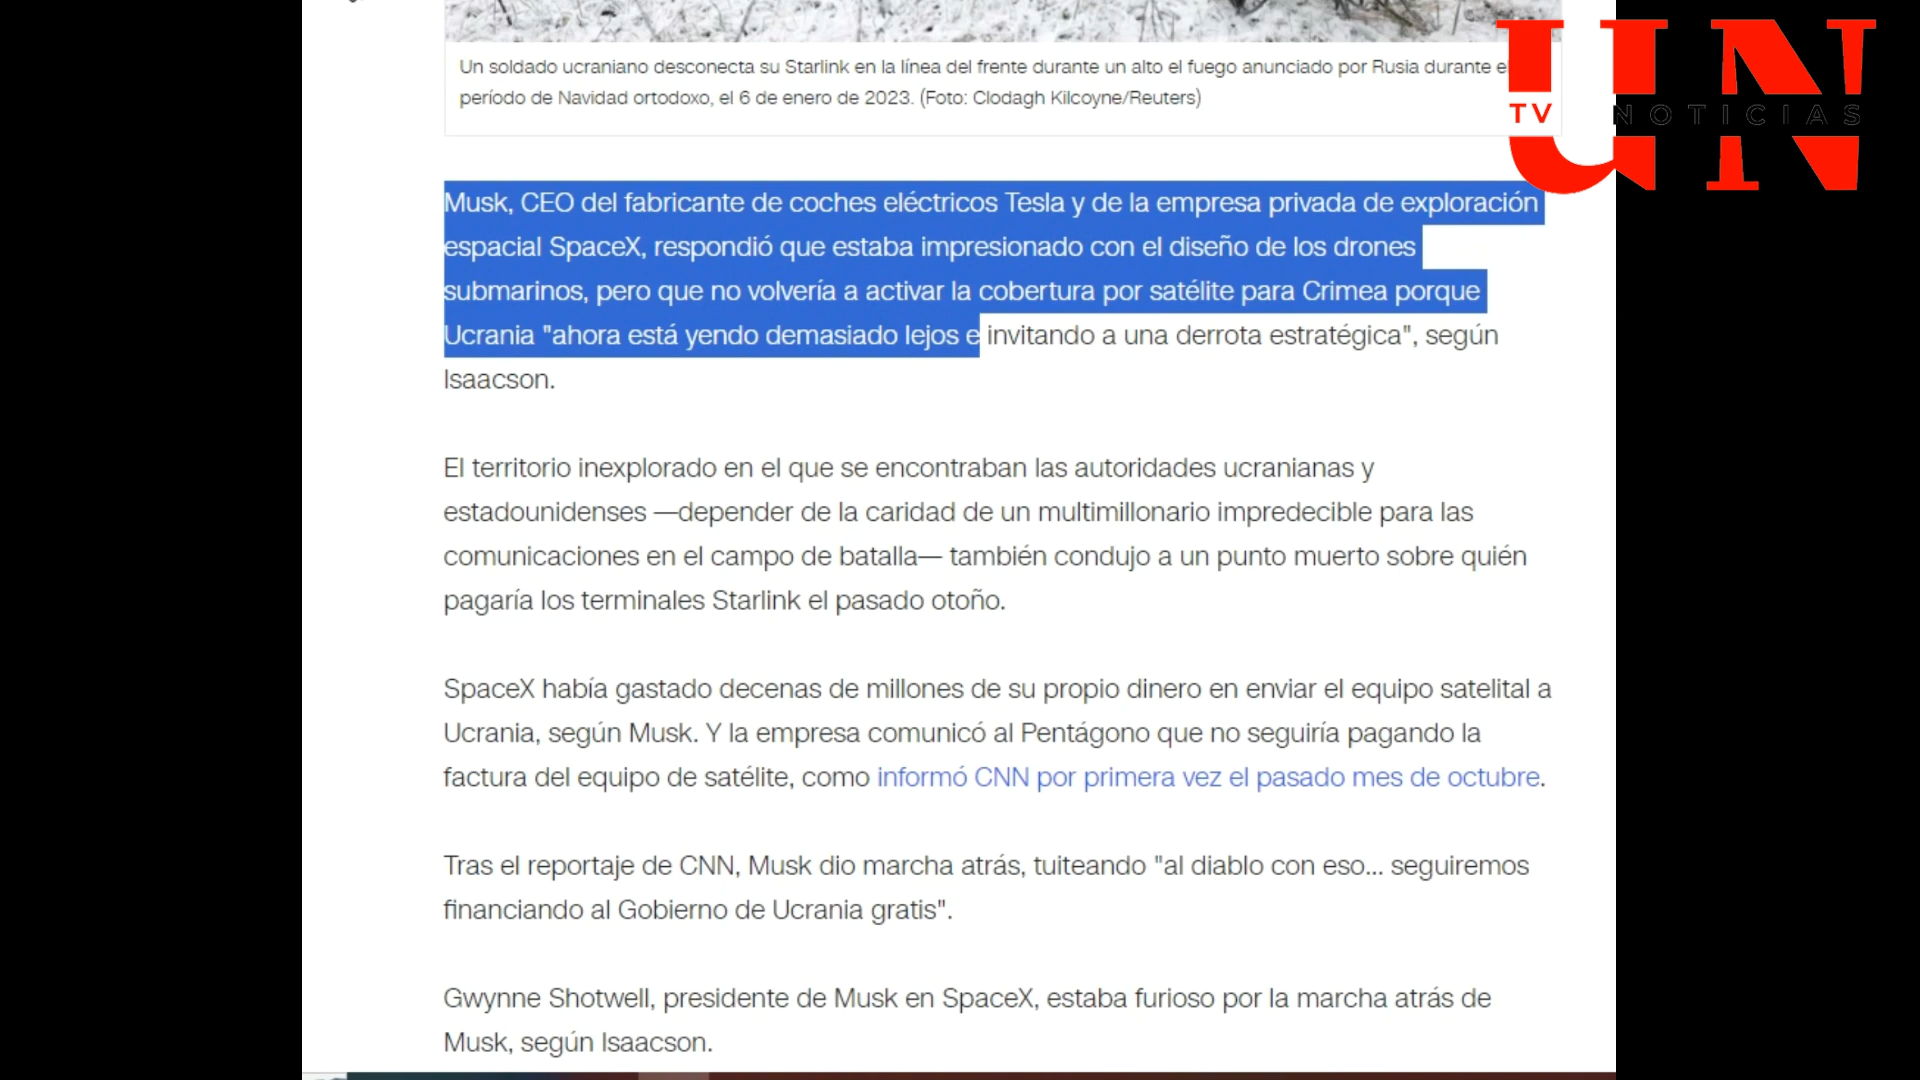 Un soldado ucraniano desconecta su Starlink en la línea del frente durante un alto el fuego anunciado por Rusia durante el
período de Navidad ortodoxo, el 6 de enero de 2023. (Foto: Clodagh Kilcoyne/Reuters)
UN
TV NOTICIAS
Musk, CEO del fabricante de coches eléctricos Tesla y de la empresa privada de exploración
espacial SpaceX, respondió que estaba impresionado con el diseño de los drones
submarinos, pero que no volvería a activar la cobertura por satélite para Crimea porque
Ucrania "ahora está yendo demasiado lejos e invitando a una derrota estratégica", según
Isaacson.
El territorio inexplorado en el que se encontraban las autoridades ucranianas y
estadounidenses —depender de la caridad de un multimillonario impredecible para las
comunicaciones en el campo de batalla— también condujo a un punto muerto sobre quién
pagaría los terminales Starlink el pasado otoño.
SpaceX había gastado decenas de millones de su propio dinero en enviar el equipo satelital a
Ucrania, según Musk. Y la empresa comunicó al Pentágono que no seguiría pagando la
factura del equipo de satélite, como informó CNN por primera vez el pasado mes de octubre.
Tras el reportaje de CNN, Musk dio marcha atrás, tuiteando "al diablo con eso... seguiremos
financiando al Gobierno de Ucrania gratis".
Gwynne Shotwell, presidente de Musk en SpaceX, estaba furioso por la marcha atrás de
Musk, según Isaacson.